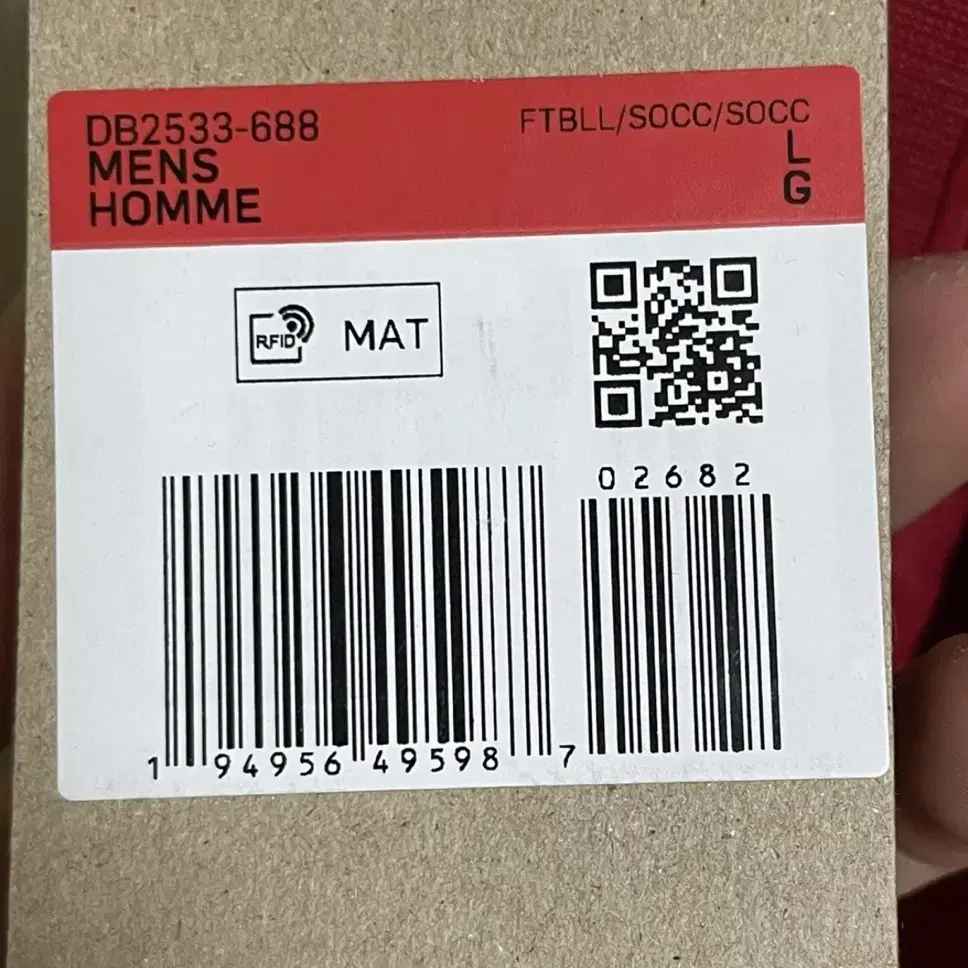 DB2533-688
MENS
HOMME
FTBLL/SOCC/SOCC
L
G
RFID
MAT
02682
1 94956 49598 7